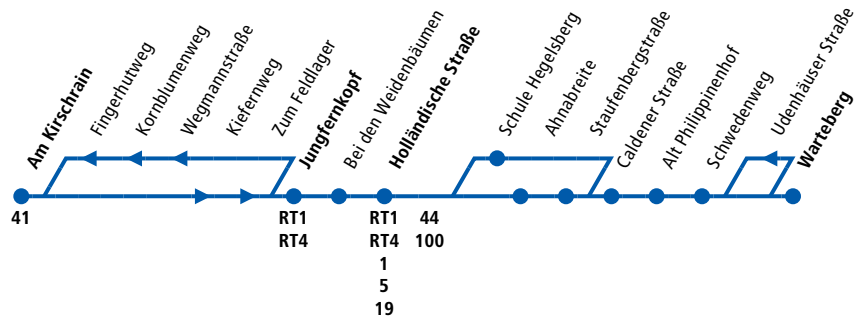 Am Kirschrain
Fingerhutweg
Kornblumenweg
Wegmannstraße
Kiefernweg
Zum Feldlager
Jungfernkopf
Bei den Weidenbäumen
Holländische Straße
Schule Hegelsberg
Ahnabreite
Staufenbergstraße
Caldener Straße
Alt Philippinenhof
Schwedenweg
Udenhäuser Straße
Warteberg
41
RT1
RT4
RT1
RT4
1
5
19
44
100